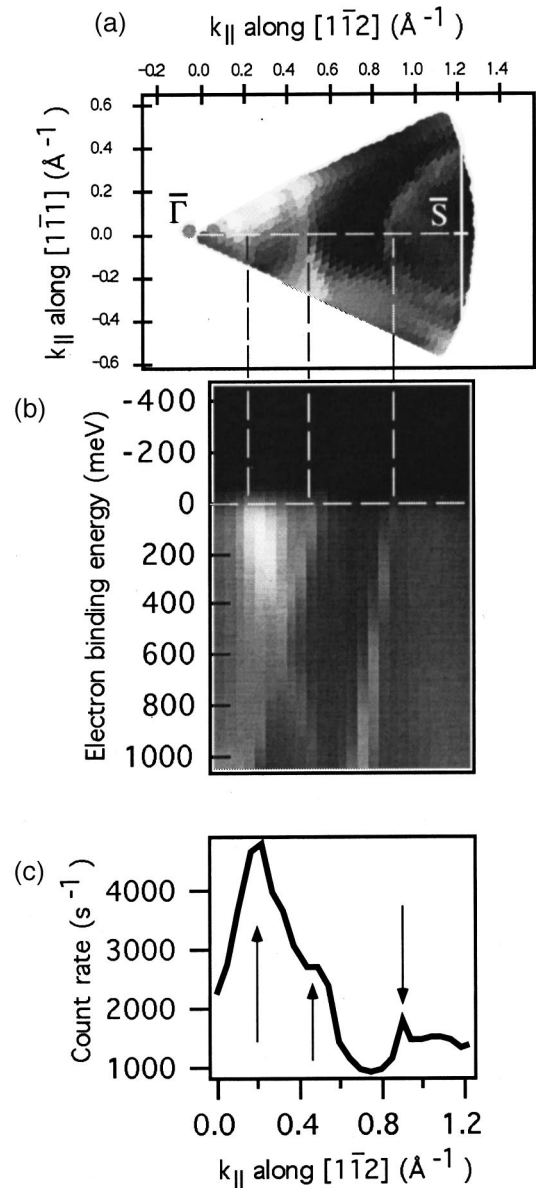 (a)
k|| along [11̅2] (Å⁻¹)
-0.2 0.0 0.2 0.4 0.6 0.8 1.0 1.2 1.4
k|| along [11̅1] (Å⁻¹)
0.6
0.4
0.2
0.0
-0.2
-0.4
-0.6
Γ̅
S̅
(b)
Electron binding energy (meV)
-400
-200
0
200
400
600
800
1000
(c)
Count rate (s⁻¹)
4000
3000
2000
1000
0.0 0.4 0.8 1.2
k|| along [11̅2] (Å⁻¹)